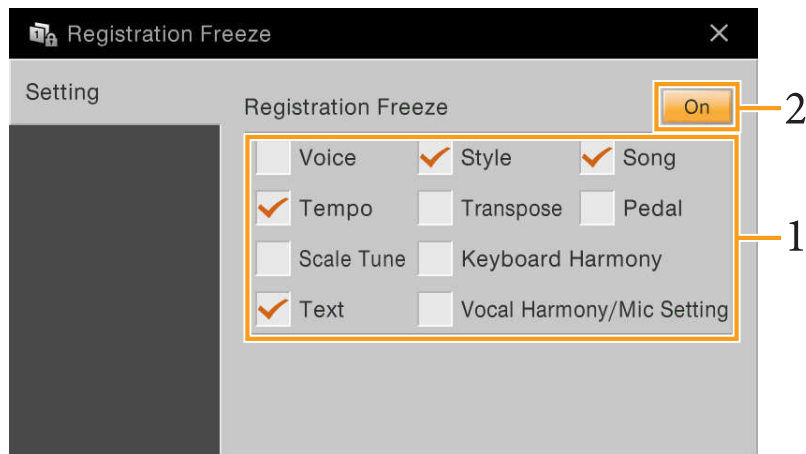 Registration Freeze
Setting
Registration Freeze
On
2
Voice
Style
Song
Tempo
Transpose
Pedal
1
Scale Tune
Keyboard Harmony
Text
Vocal Harmony/Mic Setting